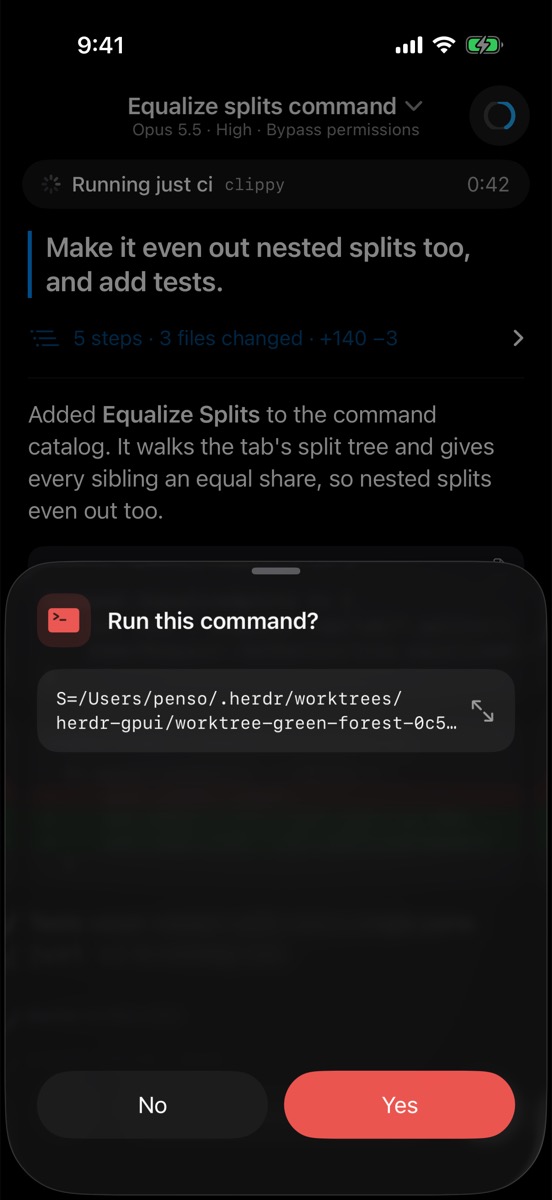 9:41
Equalize splits command
Opus 5.5 · High · Bypass permissions
Running just ci clippy 0:42
Make it even out nested splits too,
and add tests.
5 steps · 3 files changed · +140 −3
Added Equalize Splits to the command
catalog. It walks the tab's split tree and gives
every sibling an equal share, so nested splits
even out too.
>_
Run this command?
S=/Users/penso/.herdr/worktrees/
herdr-gpui/worktree-green-forest-0c5…
No
Yes